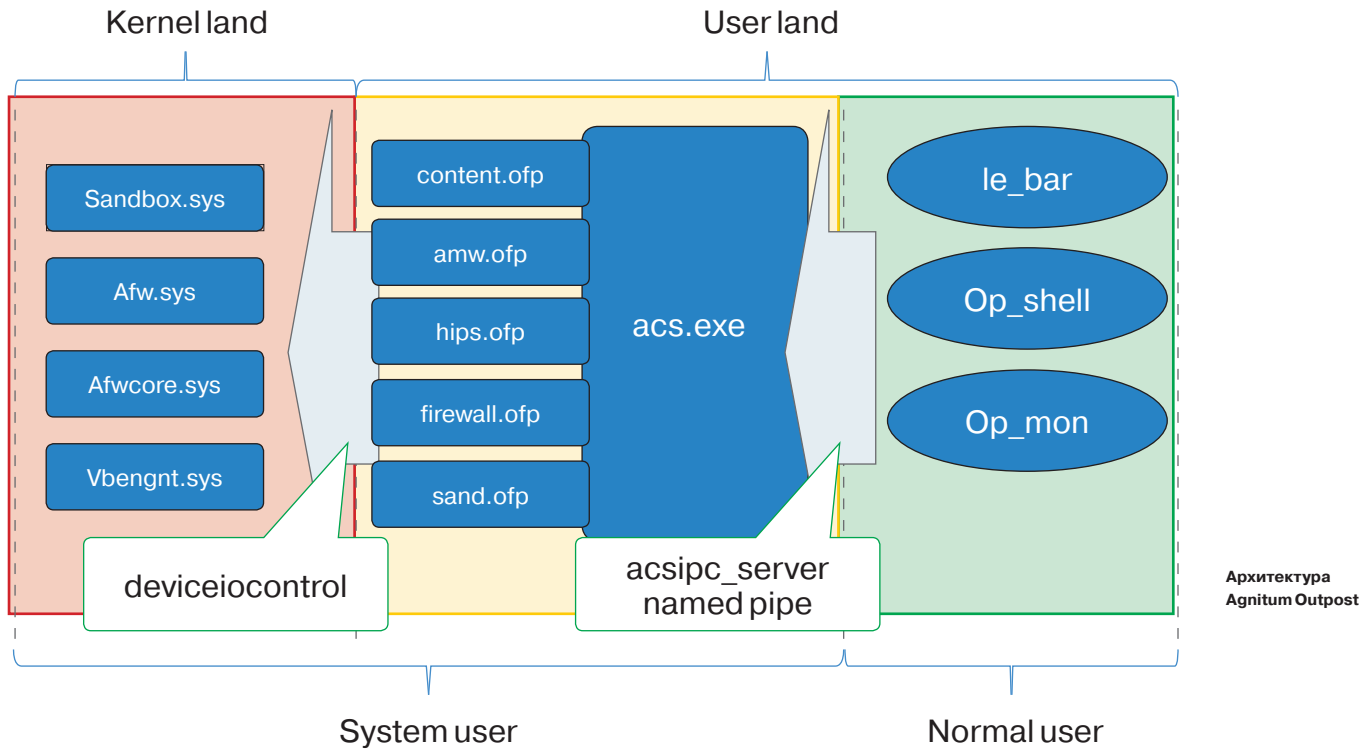 Kernel land
User land
Sandbox.sys
Afw.sys
Afwcore.sys
Vbengnt.sys
content.ofp
amw.ofp
hips.ofp
firewall.ofp
sand.ofp
acs.exe
Ie_bar
Op_shell
Op_mon
deviceiocontrol
acsipc_server
named pipe
Архитектура
Agnitum Outpost
System user
Normal user